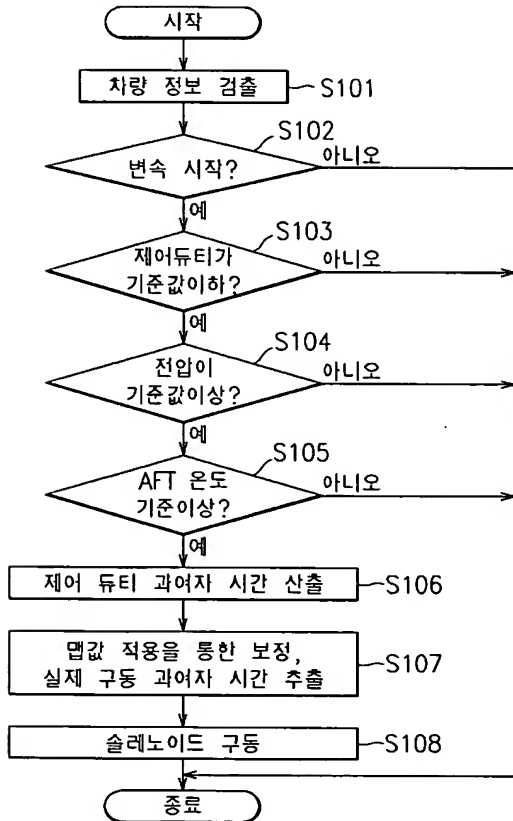 시작
차량 정보 검출
S101
S102
변속 시작?
아니오
예
S103
제어듀티가
기준값이하?
아니오
예
S104
전압이
기준값이상?
아니오
예
S105
AFT 온도
기준이상?
아니오
예
제어 듀티 과여자 시간 산출
S106
맵값 적용을 통한 보정,
실제 구동 과여자 시간 추출
S107
솔레노이드 구동
S108
종료